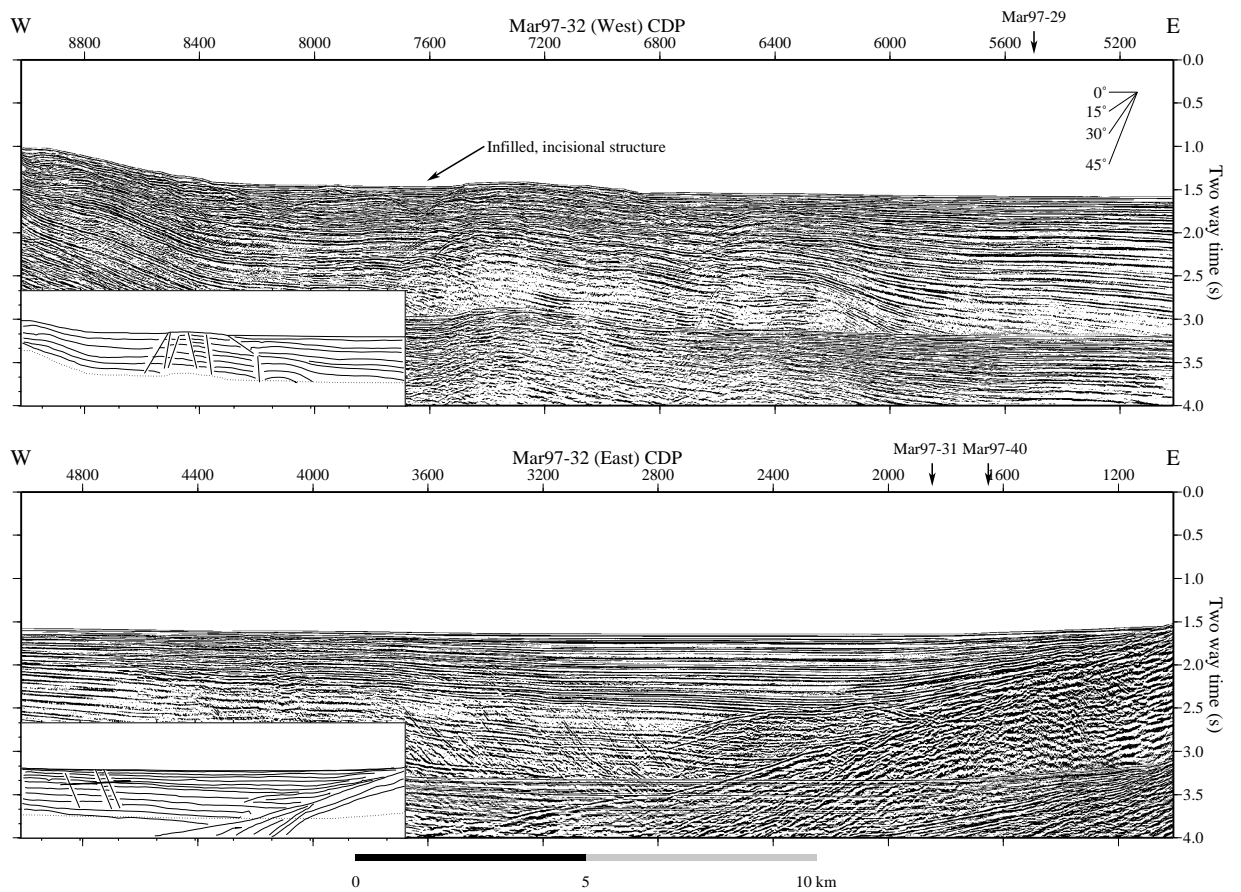 Mar97-29
W Mar97-32 (West) CDP E
8800 8400 8000 7600 7200 6800 6400 6000 5600 5200
0.0
0°
0.5
15°
30°
Infilled, incisional structure
1.0
45°
1.5
2.0
2.5
3.0
3.5
4.0
Two way time (s)
Mar97-31 Mar97-40
W Mar97-32 (East) CDP E
4800 4400 4000 3600 3200 2800 2400 2000 1600 1200
0.0
0.5
1.0
1.5
2.0
2.5
3.0
3.5
4.0
Two way time (s)
0 5 10 km